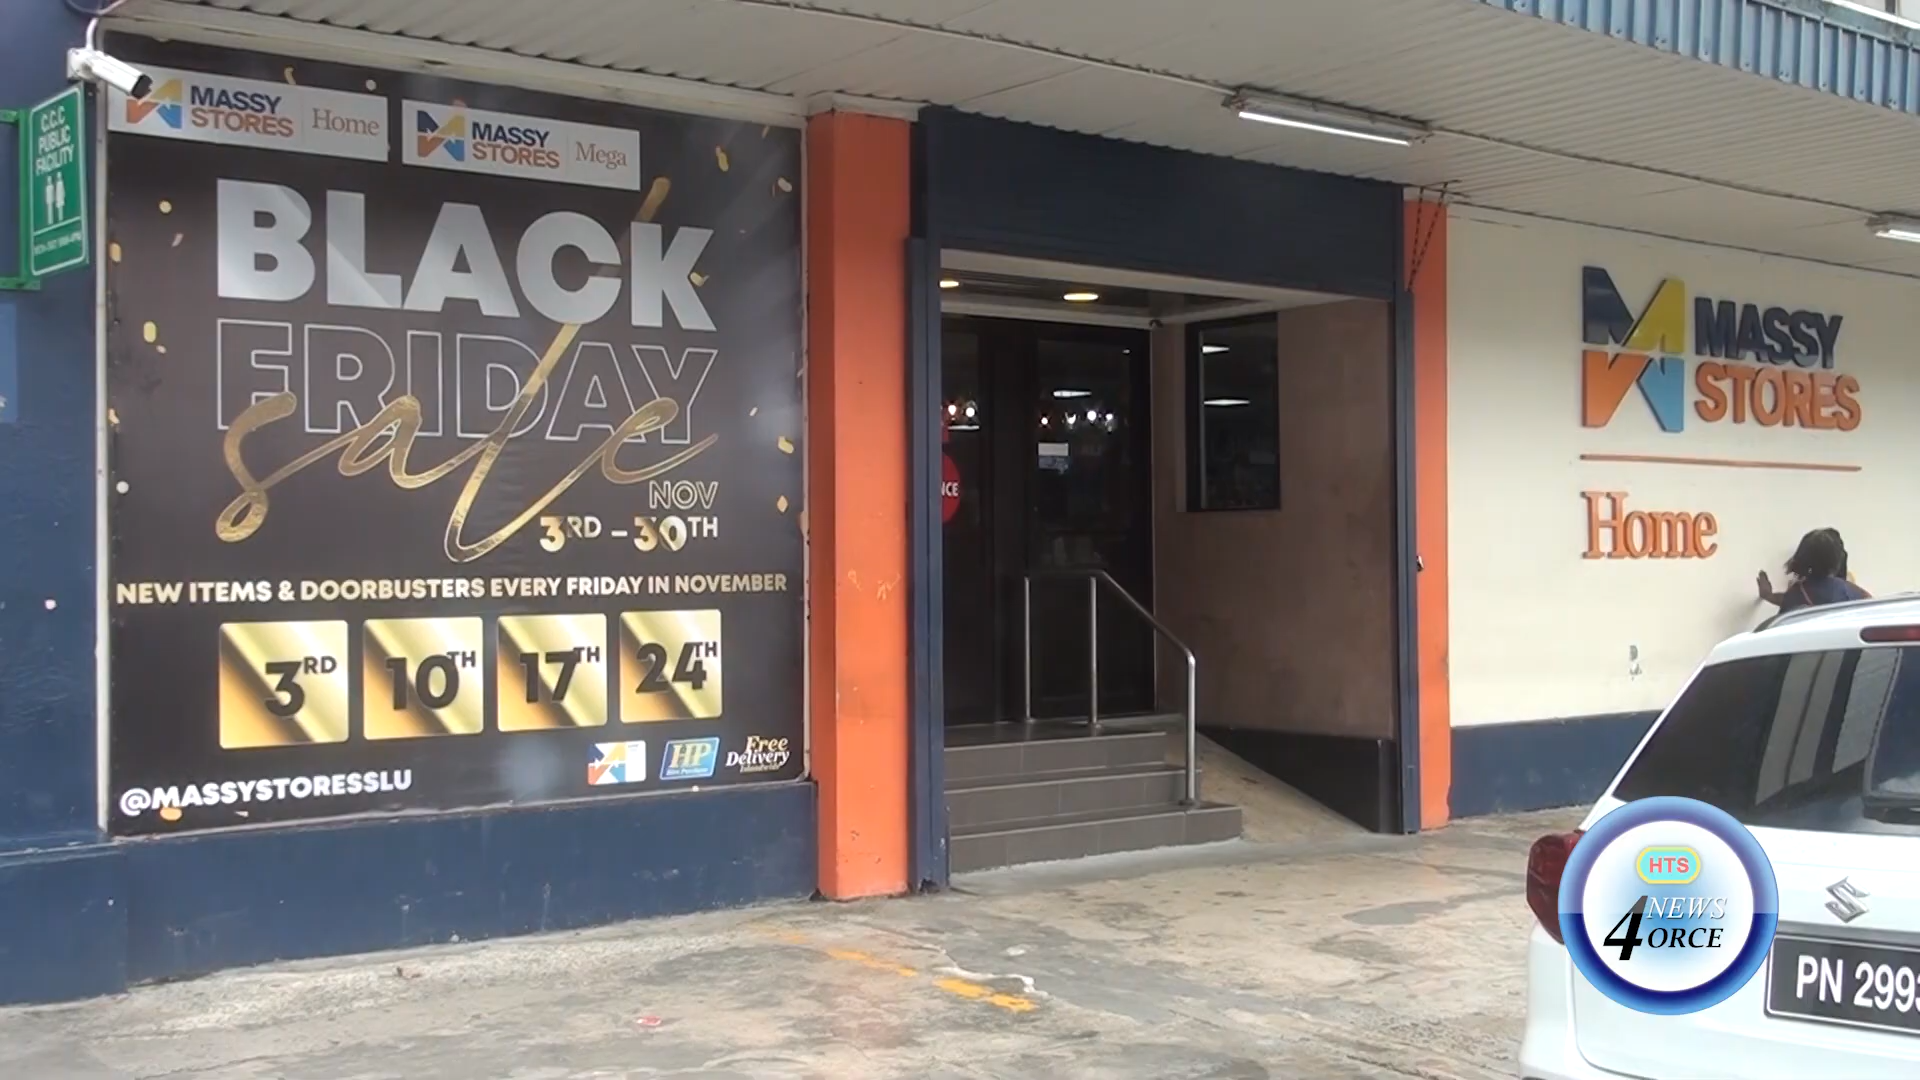 C.C.C
PUBLIC
FACILITY
MASSY
STORES
Home
MASSY
STORES
Mega
BLACK
FRIDAY
sale
NOV
3RD – 30TH
NEW ITEMS & DOORBUSTERS EVERY FRIDAY IN NOVEMBER
3RD
10TH
17TH
24TH
@MASSYSTORESSLU
HP
Free
Delivery
NCE
MASSY
STORES
Home
HTS
NEWS
4ORCE
PN 299